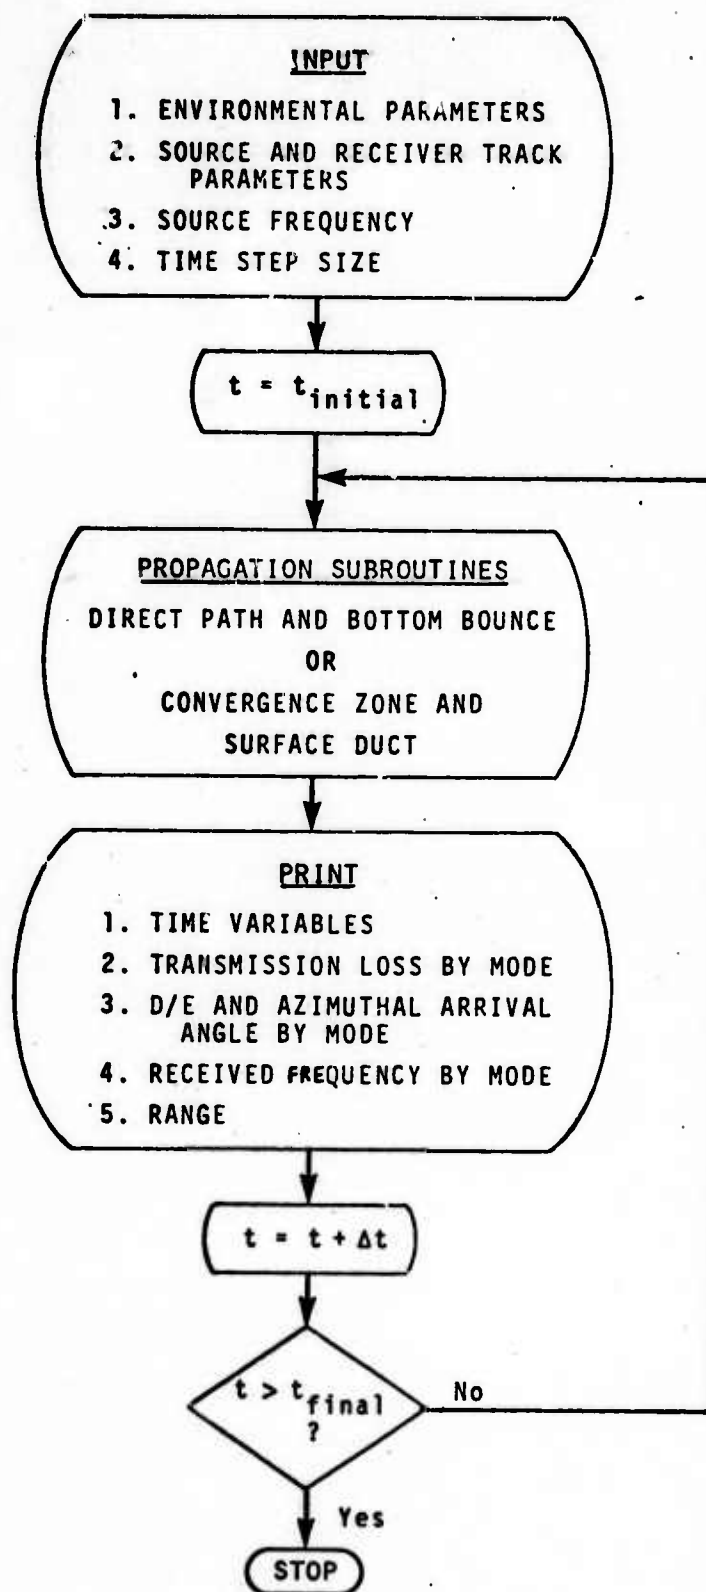 INPUT
1. ENVIRONMENTAL PARAMETERS
2. SOURCE AND RECEIVER TRACK
PARAMETERS
3. SOURCE FREQUENCY
4. TIME STEP SIZE
t = t_initial
PROPAGATION SUBROUTINES
DIRECT PATH AND BOTTOM BOUNCE
OR
CONVERGENCE ZONE AND
SURFACE DUCT
PRINT
1. TIME VARIABLES
2. TRANSMISSION LOSS BY MODE
3. D/E AND AZIMUTHAL ARRIVAL
ANGLE BY MODE
4. RECEIVED FREQUENCY BY MODE
5. RANGE
t = t + Δt
t > t_final
?
No
Yes
STOP